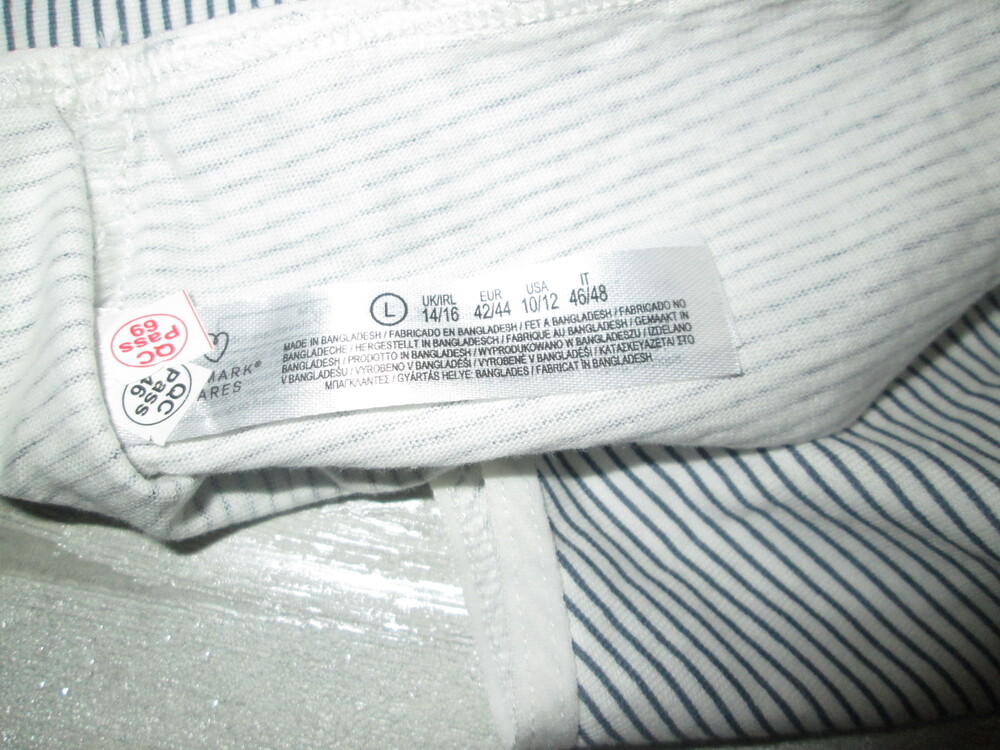 L
UK/IRL EUR USA IT
14/16 42/44 10/12 46/48
MADE IN BANGLADESH / FABRICADO EN BANGLADESH / FET A BANGLADESH / FABRICADO NO
BANGLADECHE / HERGESTELLT IN BANGLADESCH / FABRIQUE AU BANGLADESH / GEMAAKT IN
BANGLADESH / PRODOTTO IN BANGLADESH / WYPRODUKOWANO W BANGLADESZU / IZDELANO
V BANGLADEŠU / VYROBENO V BANGLADÉŠI / VYROBENÉ V BANGLADÉŠI / ΚΑΤΑΣΚΕΥΑΖΕΤΑΙ ΣΤΟ
ΜΠΑΓΚΛΑΝΤΕΣ / GYÁRTÁS HELYE: BANGLADES / FABRICAT IN BANGLADESH
MARK®
ARES
QC
Pass
69
QC
Pass
46